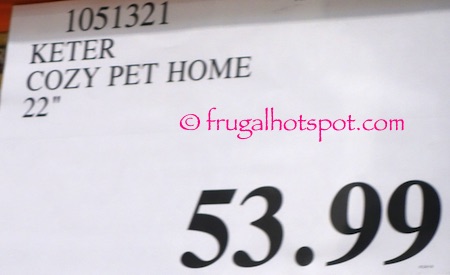 1051321
KETER
COZY PET HOME
22"
© frugalhotspot.com
53.99